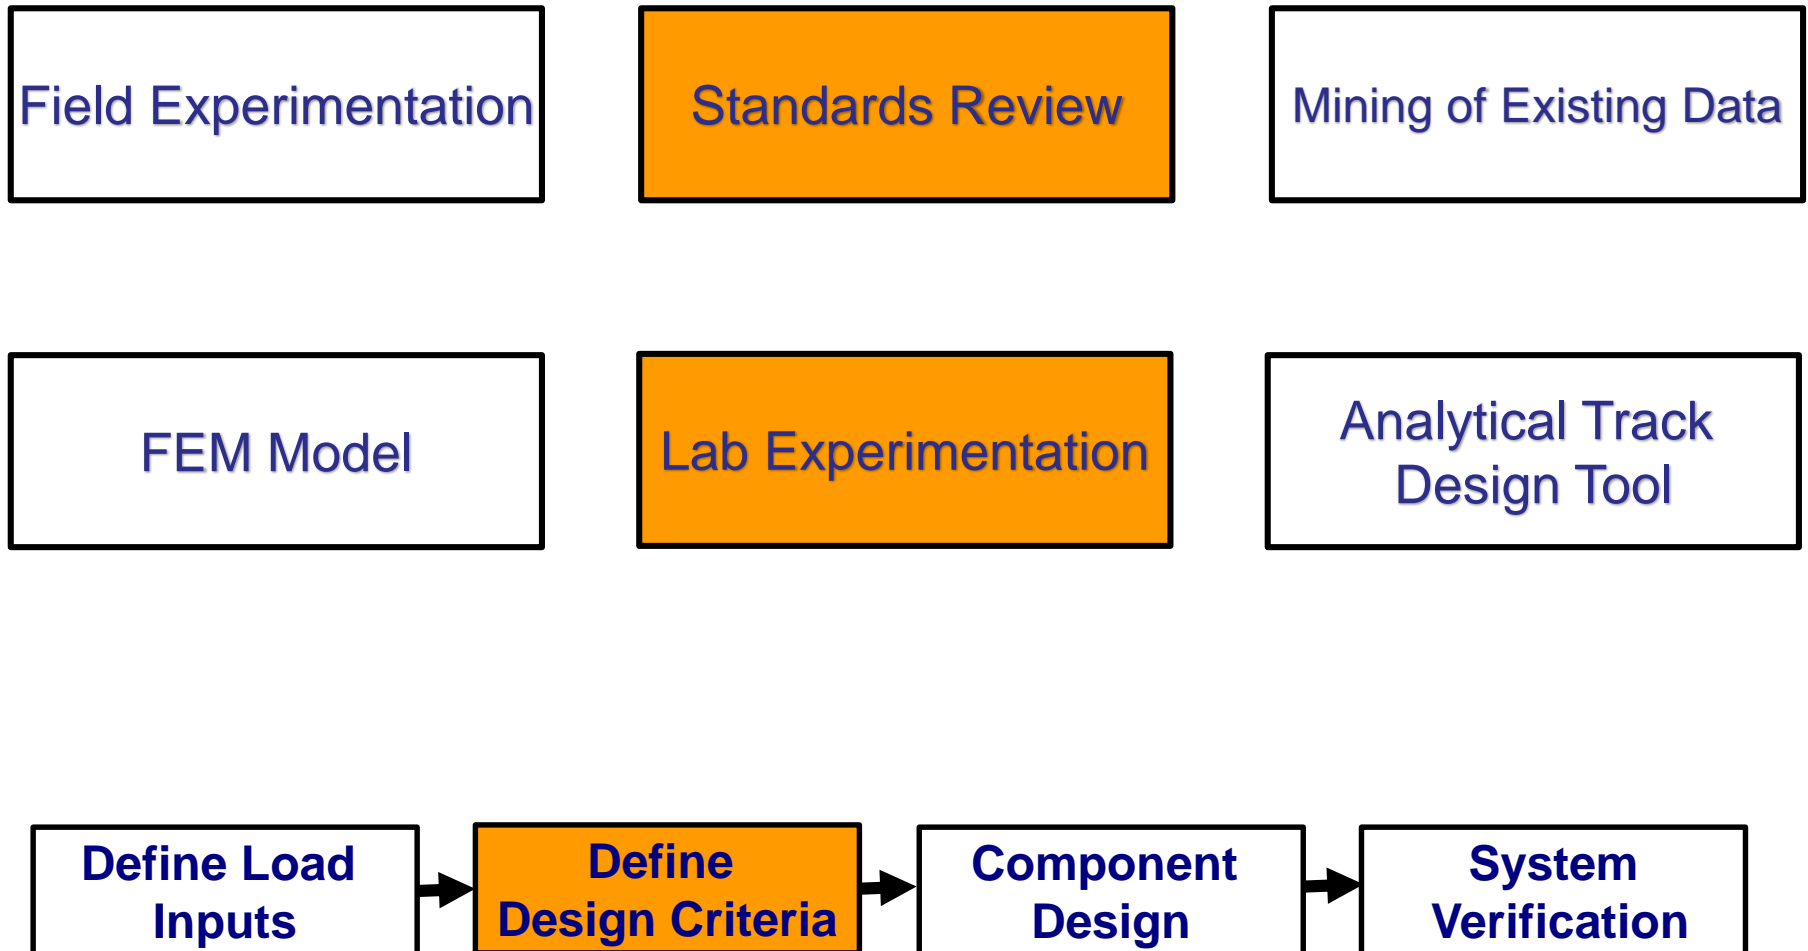 Field Experimentation
Standards Review
Mining of Existing Data
FEM Model
Lab Experimentation
Analytical Track
Design Tool
Define Load
Inputs
Define
Design Criteria
Component
Design
System
Verification